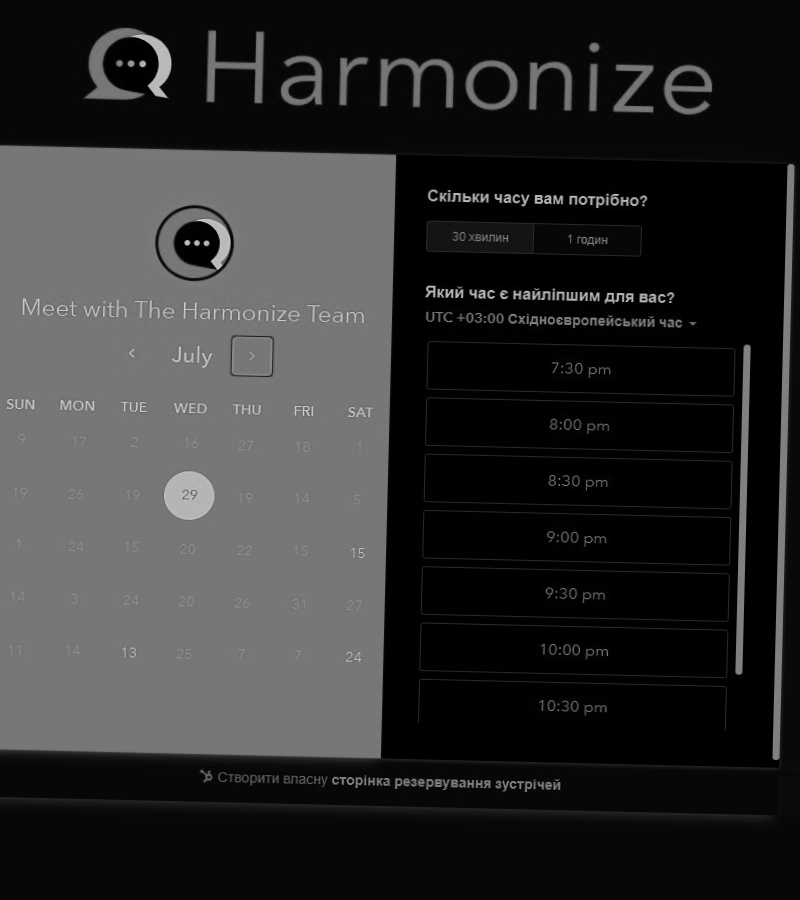 Harmonize
Meet with The Harmonize Team
July
SUN MON TUE WED THU FRI SAT
9 17 2 16 27 18 1
19 26 19 29 19 14 5
1 24 15 20 22 15 15
14 3 24 20 26 31 27
11 14 13 25 7 7 24
Скільки часу вам потрібно?
30 хвилин 1 годин
Який час є найліпшим для вас?
UTC +03:00 Східноєвропейський час
7:30 pm
8:00 pm
8:30 pm
9:00 pm
9:30 pm
10:00 pm
10:30 pm
Створити власну сторінка резервування зустрічей